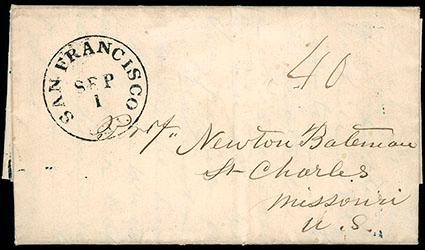 SAN FRANCISCO
SEP
1
40
Prof. Newton Bateman
St Charles
Missouri
U.S.